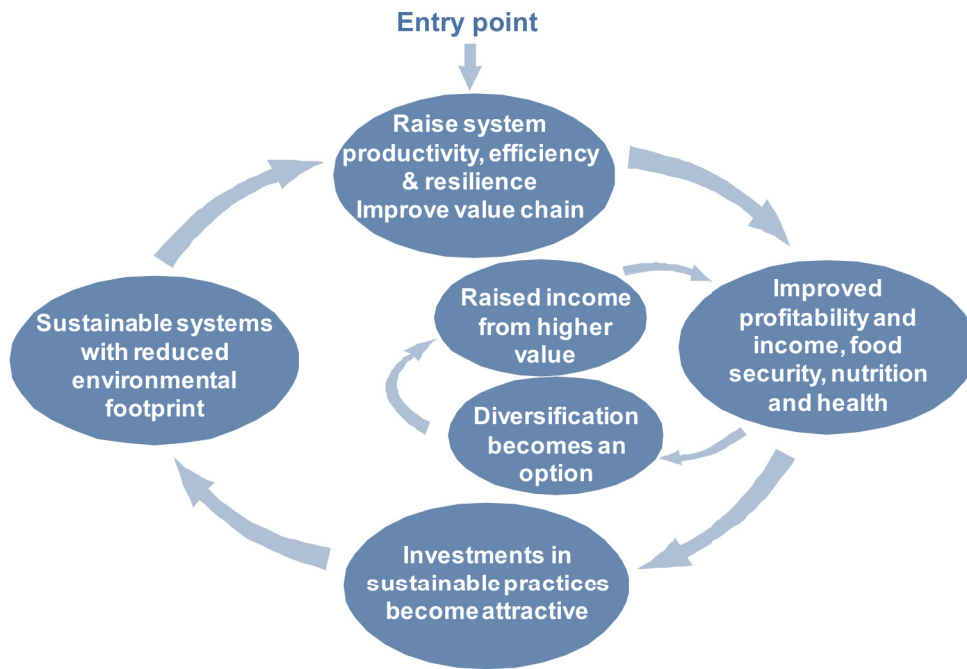 Entry point
Raise system
productivity, efficiency
& resilience
Improve value chain
Raised income
from higher
value
Improved
profitability and
income, food
security, nutrition
and health
Sustainable systems
with reduced
environmental
footprint
Diversification
becomes an
option
Investments in
sustainable practices
become attractive